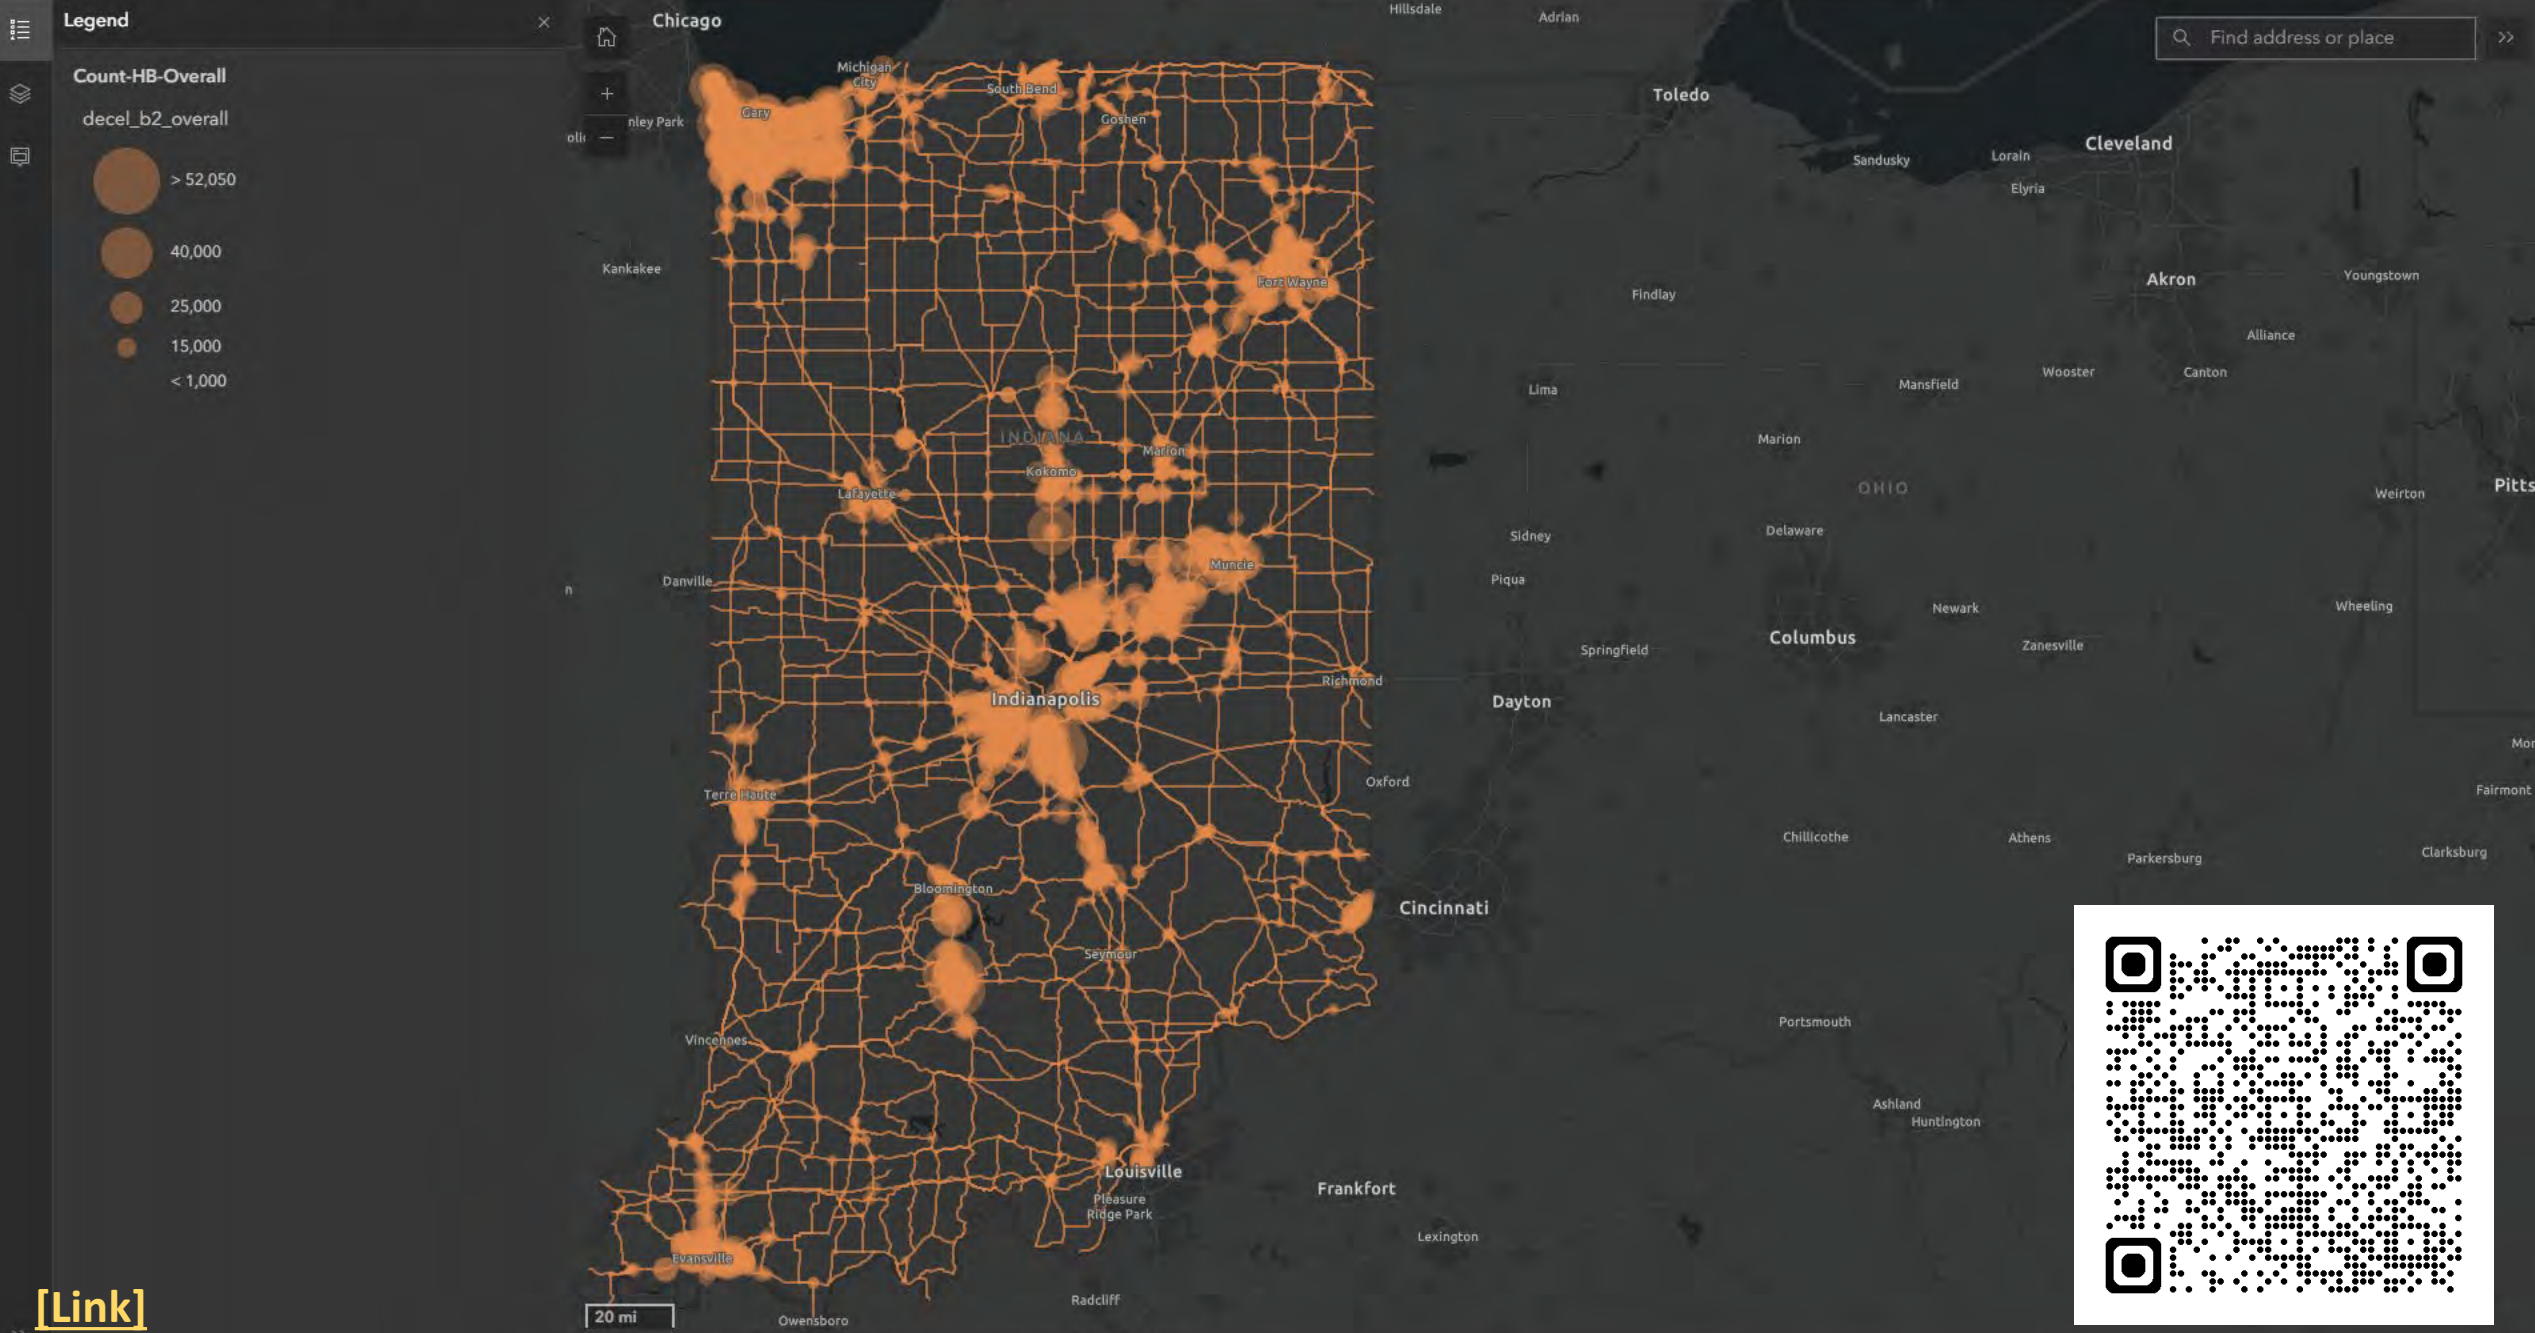 Legend
Count-HB-Overall
decel_b2_overall
> 52,050
40,000
25,000
15,000
< 1,000
[Link]
Find address or place
Chicago
Hillsdale
Adrian
Michigan
City
South Bend
Toledo
Gary
nley Park
Goshen
Cleveland
Sandusky
Lorain
Elyria
Kankakee
Fort Wayne
Findlay
Akron
Youngstown
Alliance
Lima
Mansfield
Wooster
Canton
INDIANA
Marion
Marion
Kokomo
Lafayette
OHIO
Weirton
Pitts
Sidney
Delaware
Danville
n
Muncie
Piqua
Newark
Wheeling
Columbus
Springfield
Zanesville
Richmond
Indianapolis
Dayton
Lancaster
Mor
Terre Haute
Oxford
Fairmont
Chillicothe
Athens
Parkersburg
Clarksburg
Bloomington
Cincinnati
Seymour
Vincennes
Portsmouth
Ashland
Huntington
Louisville
Pleasure
Ridge Park
Frankfort
Lexington
Evansville
20 mi
Owensboro
Radcliff